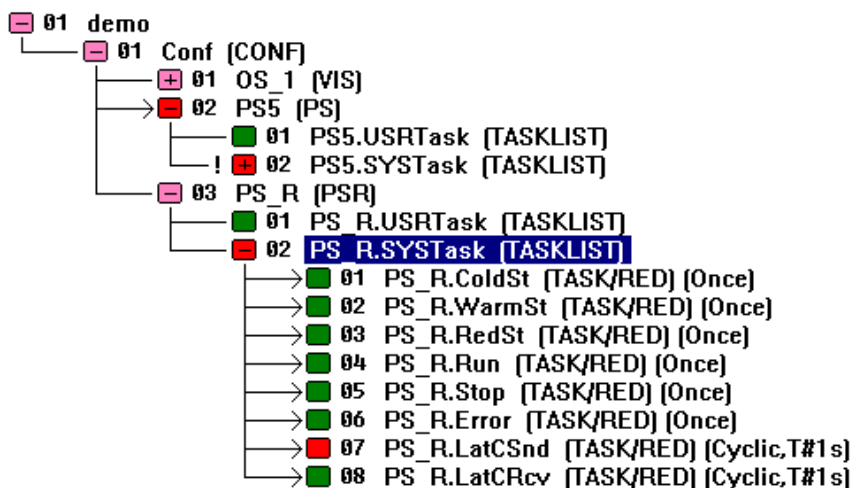 01 demo
01 Conf (CONF)
01 OS_1 (VIS)
02 PS5 (PS)
01 PS5.USRTask (TASKLIST)
! 02 PS5.SYSTask (TASKLIST)
03 PS_R (PSR)
01 PS_R.USRTask (TASKLIST)
02 PS_R.SYSTask (TASKLIST)
01 PS_R.ColdSt (TASK/RED) (Once)
02 PS_R.WarmSt (TASK/RED) (Once)
03 PS_R.RedSt (TASK/RED) (Once)
04 PS_R.Run (TASK/RED) (Once)
05 PS_R.Stop (TASK/RED) (Once)
06 PS_R.Error (TASK/RED) (Once)
07 PS_R.LatCSnd (TASK/RED) (Cyclic,T#1s)
08 PS_R.LatCRcv (TASK/RED) (Cyclic,T#1s)